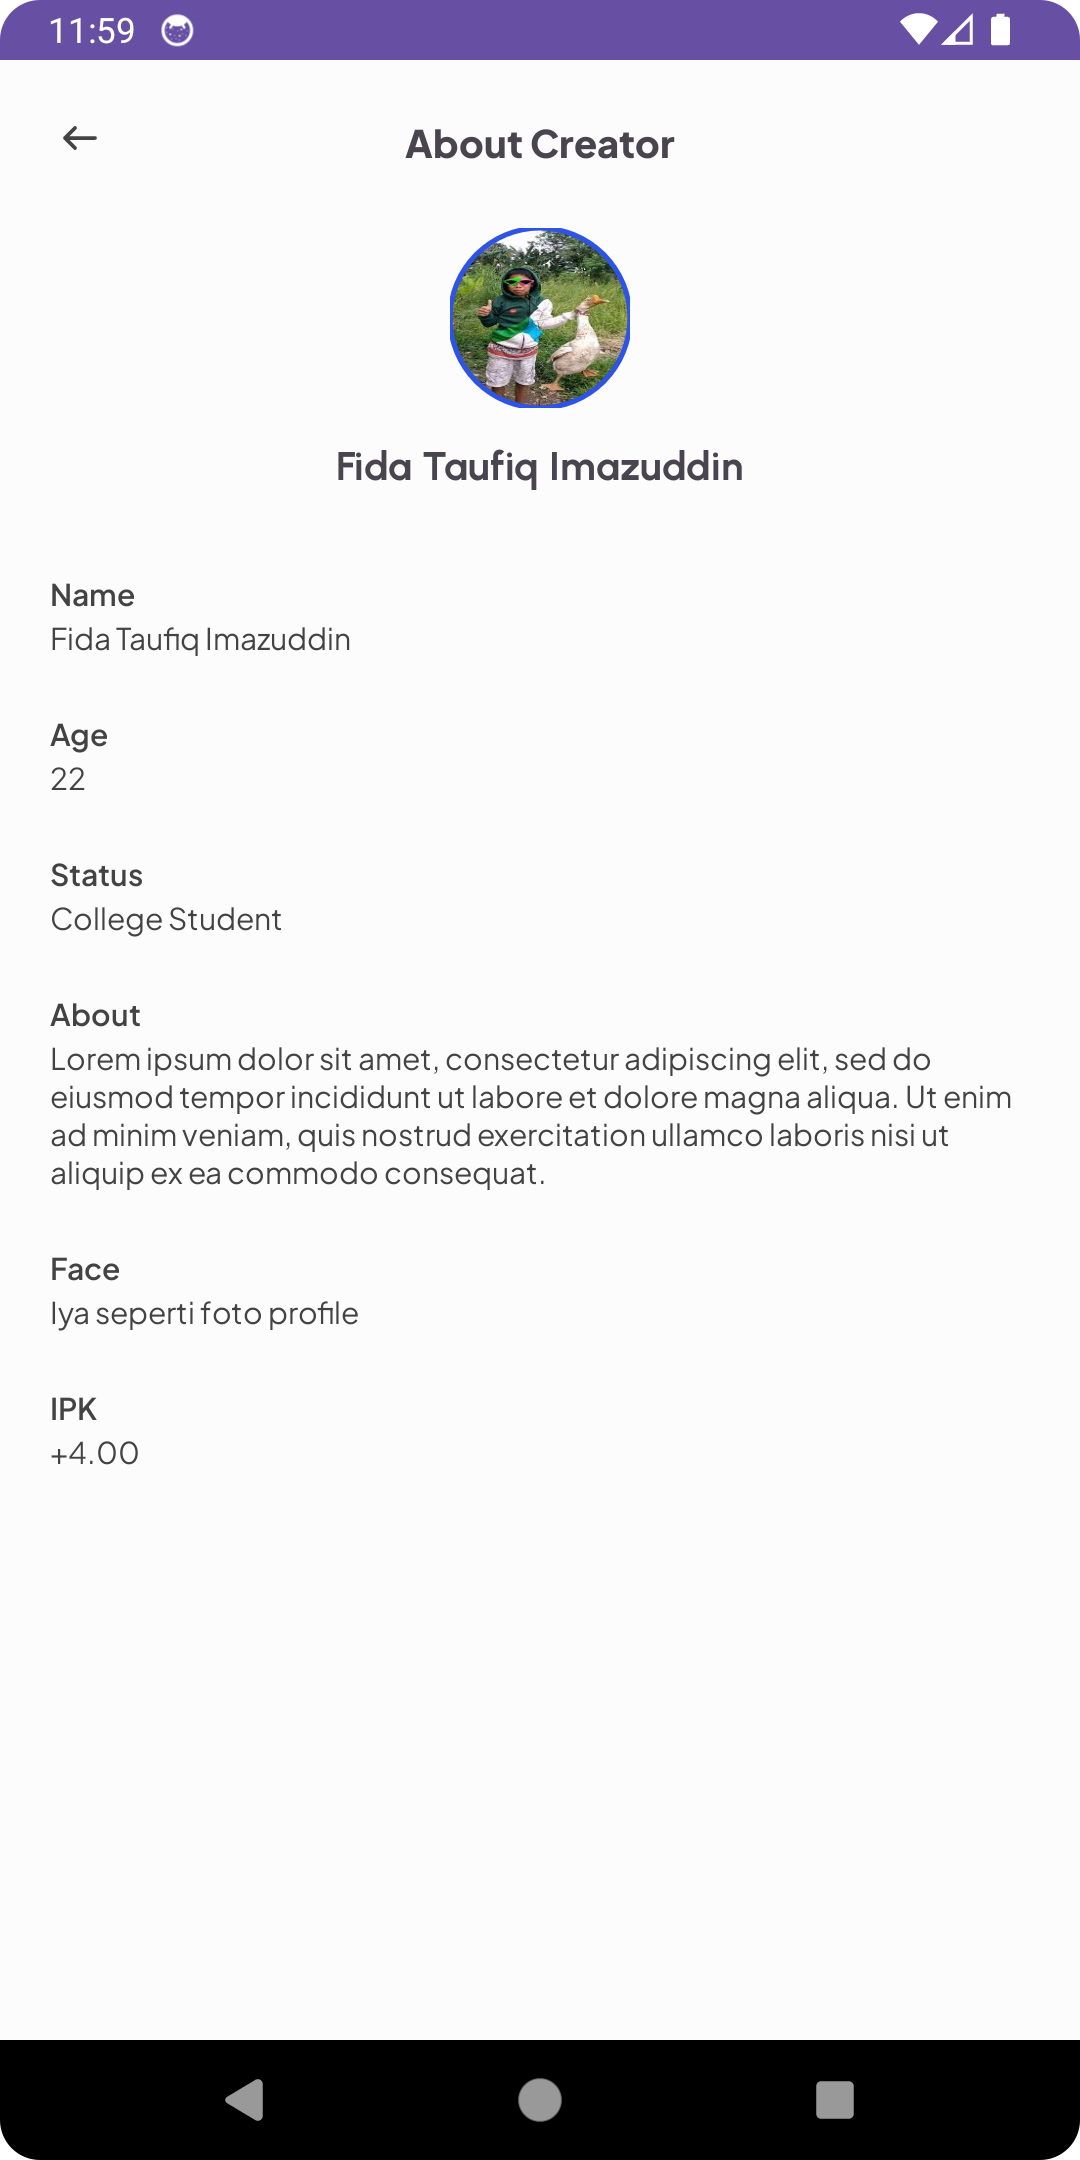 11:59
About Creator
Fida Taufiq Imazuddin
Name
Fida Taufiq Imazuddin
Age
22
Status
College Student
About
Lorem ipsum dolor sit amet, consectetur adipiscing elit, sed do
eiusmod tempor incididunt ut labore et dolore magna aliqua. Ut enim
ad minim veniam, quis nostrud exercitation ullamco laboris nisi ut
aliquip ex ea commodo consequat.
Face
Iya seperti foto profile
IPK
+4.00